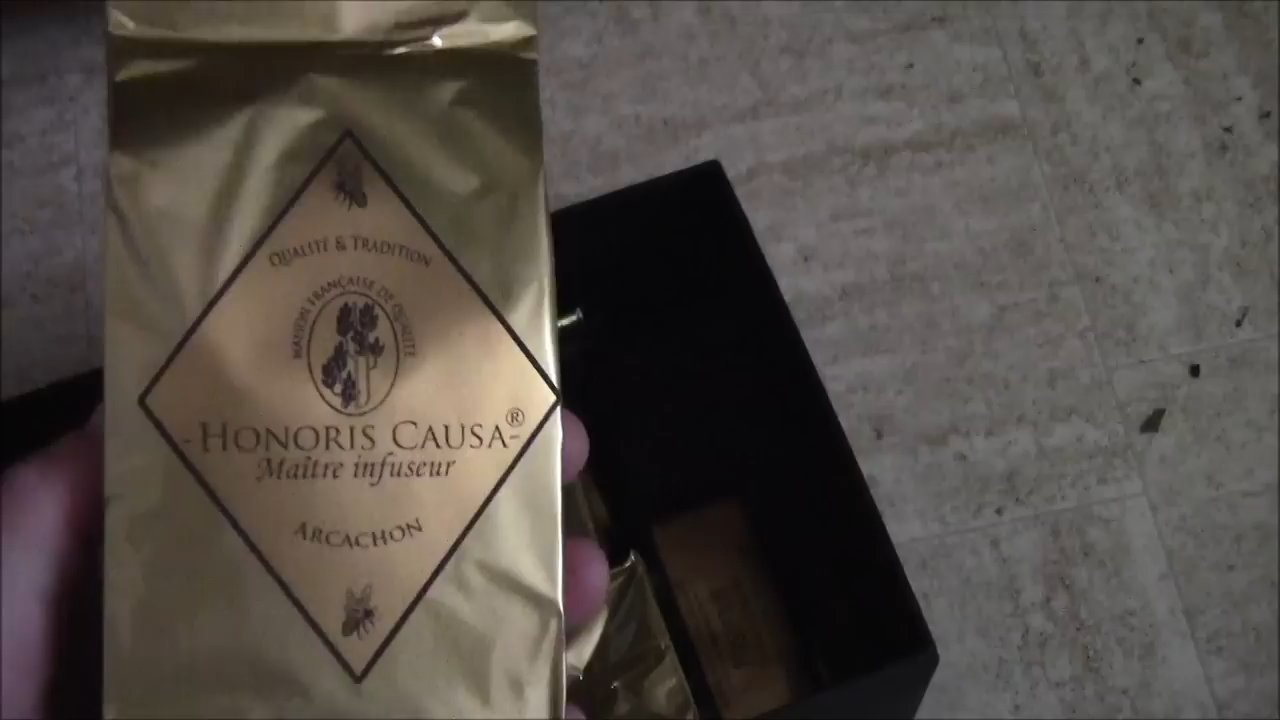 QUALITÉ & TRADITION
MAISON FRANÇAISE DE QUALITÉ
-HONORIS CAUSA®-
Maître infuseur
ARCACHON